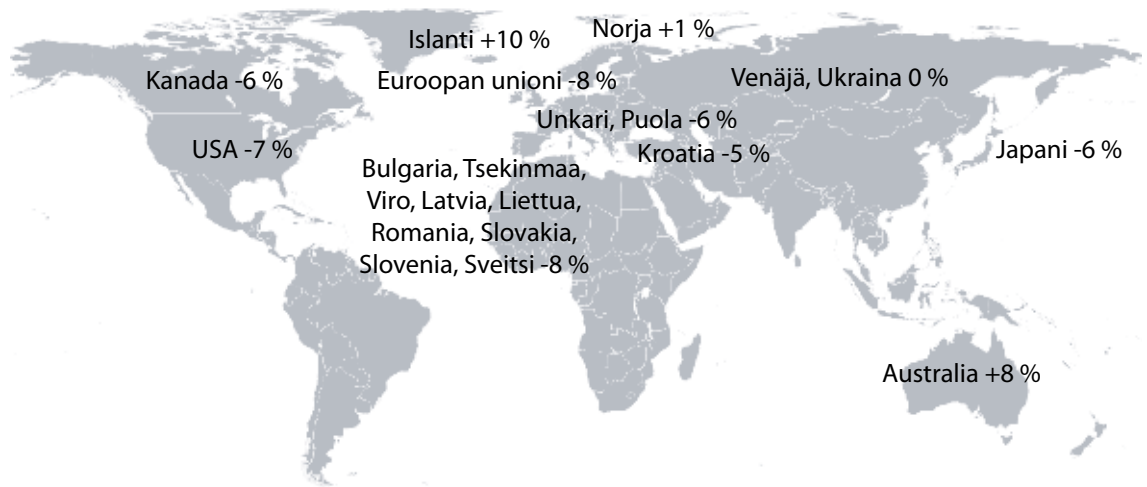 Norja +1 %
Islanti +10 %
Kanada -6 %
Euroopan unioni -8 %
Venäjä, Ukraina 0 %
Unkari, Puola -6 %
USA -7 %
Kroatia -5 %
Japani -6 %
Bulgaria, Tsekinmaa,
Viro, Latvia, Liettua,
Romania, Slovakia,
Slovenia, Sveitsi -8 %
Australia +8 %